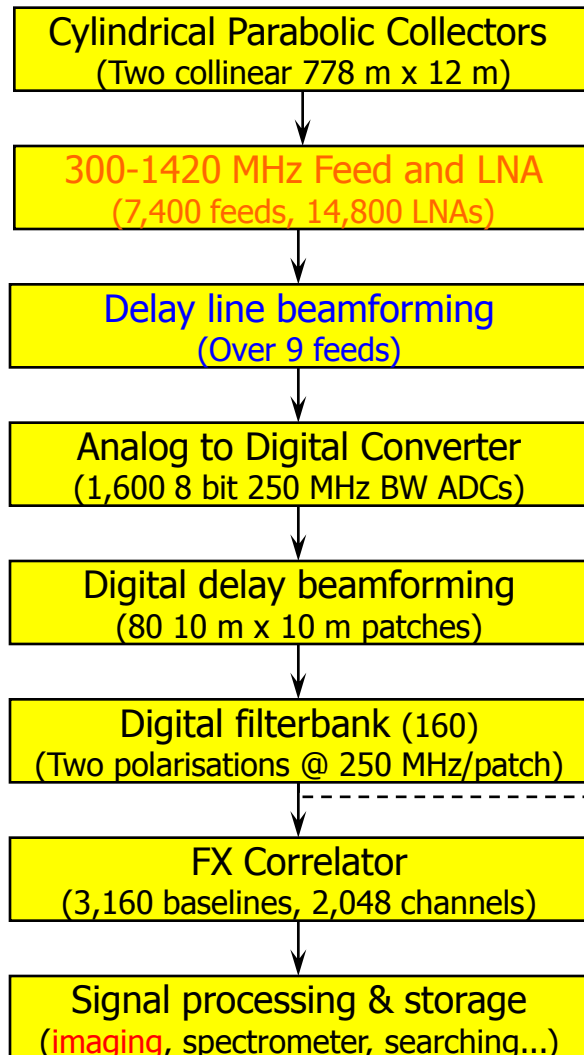 Cylindrical Parabolic Collectors
(Two collinear 778 m x 12 m)
300-1420 MHz Feed and LNA
(7,400 feeds, 14,800 LNAs)
Delay line beamforming
(Over 9 feeds)
Analog to Digital Converter
(1,600 8 bit 250 MHz BW ADCs)
Digital delay beamforming
(80 10 m x 10 m patches)
Digital filterbank (160)
(Two polarisations @ 250 MHz/patch)
FX Correlator
(3,160 baselines, 2,048 channels)
Signal processing & storage
(imaging, spectrometer, searching...)